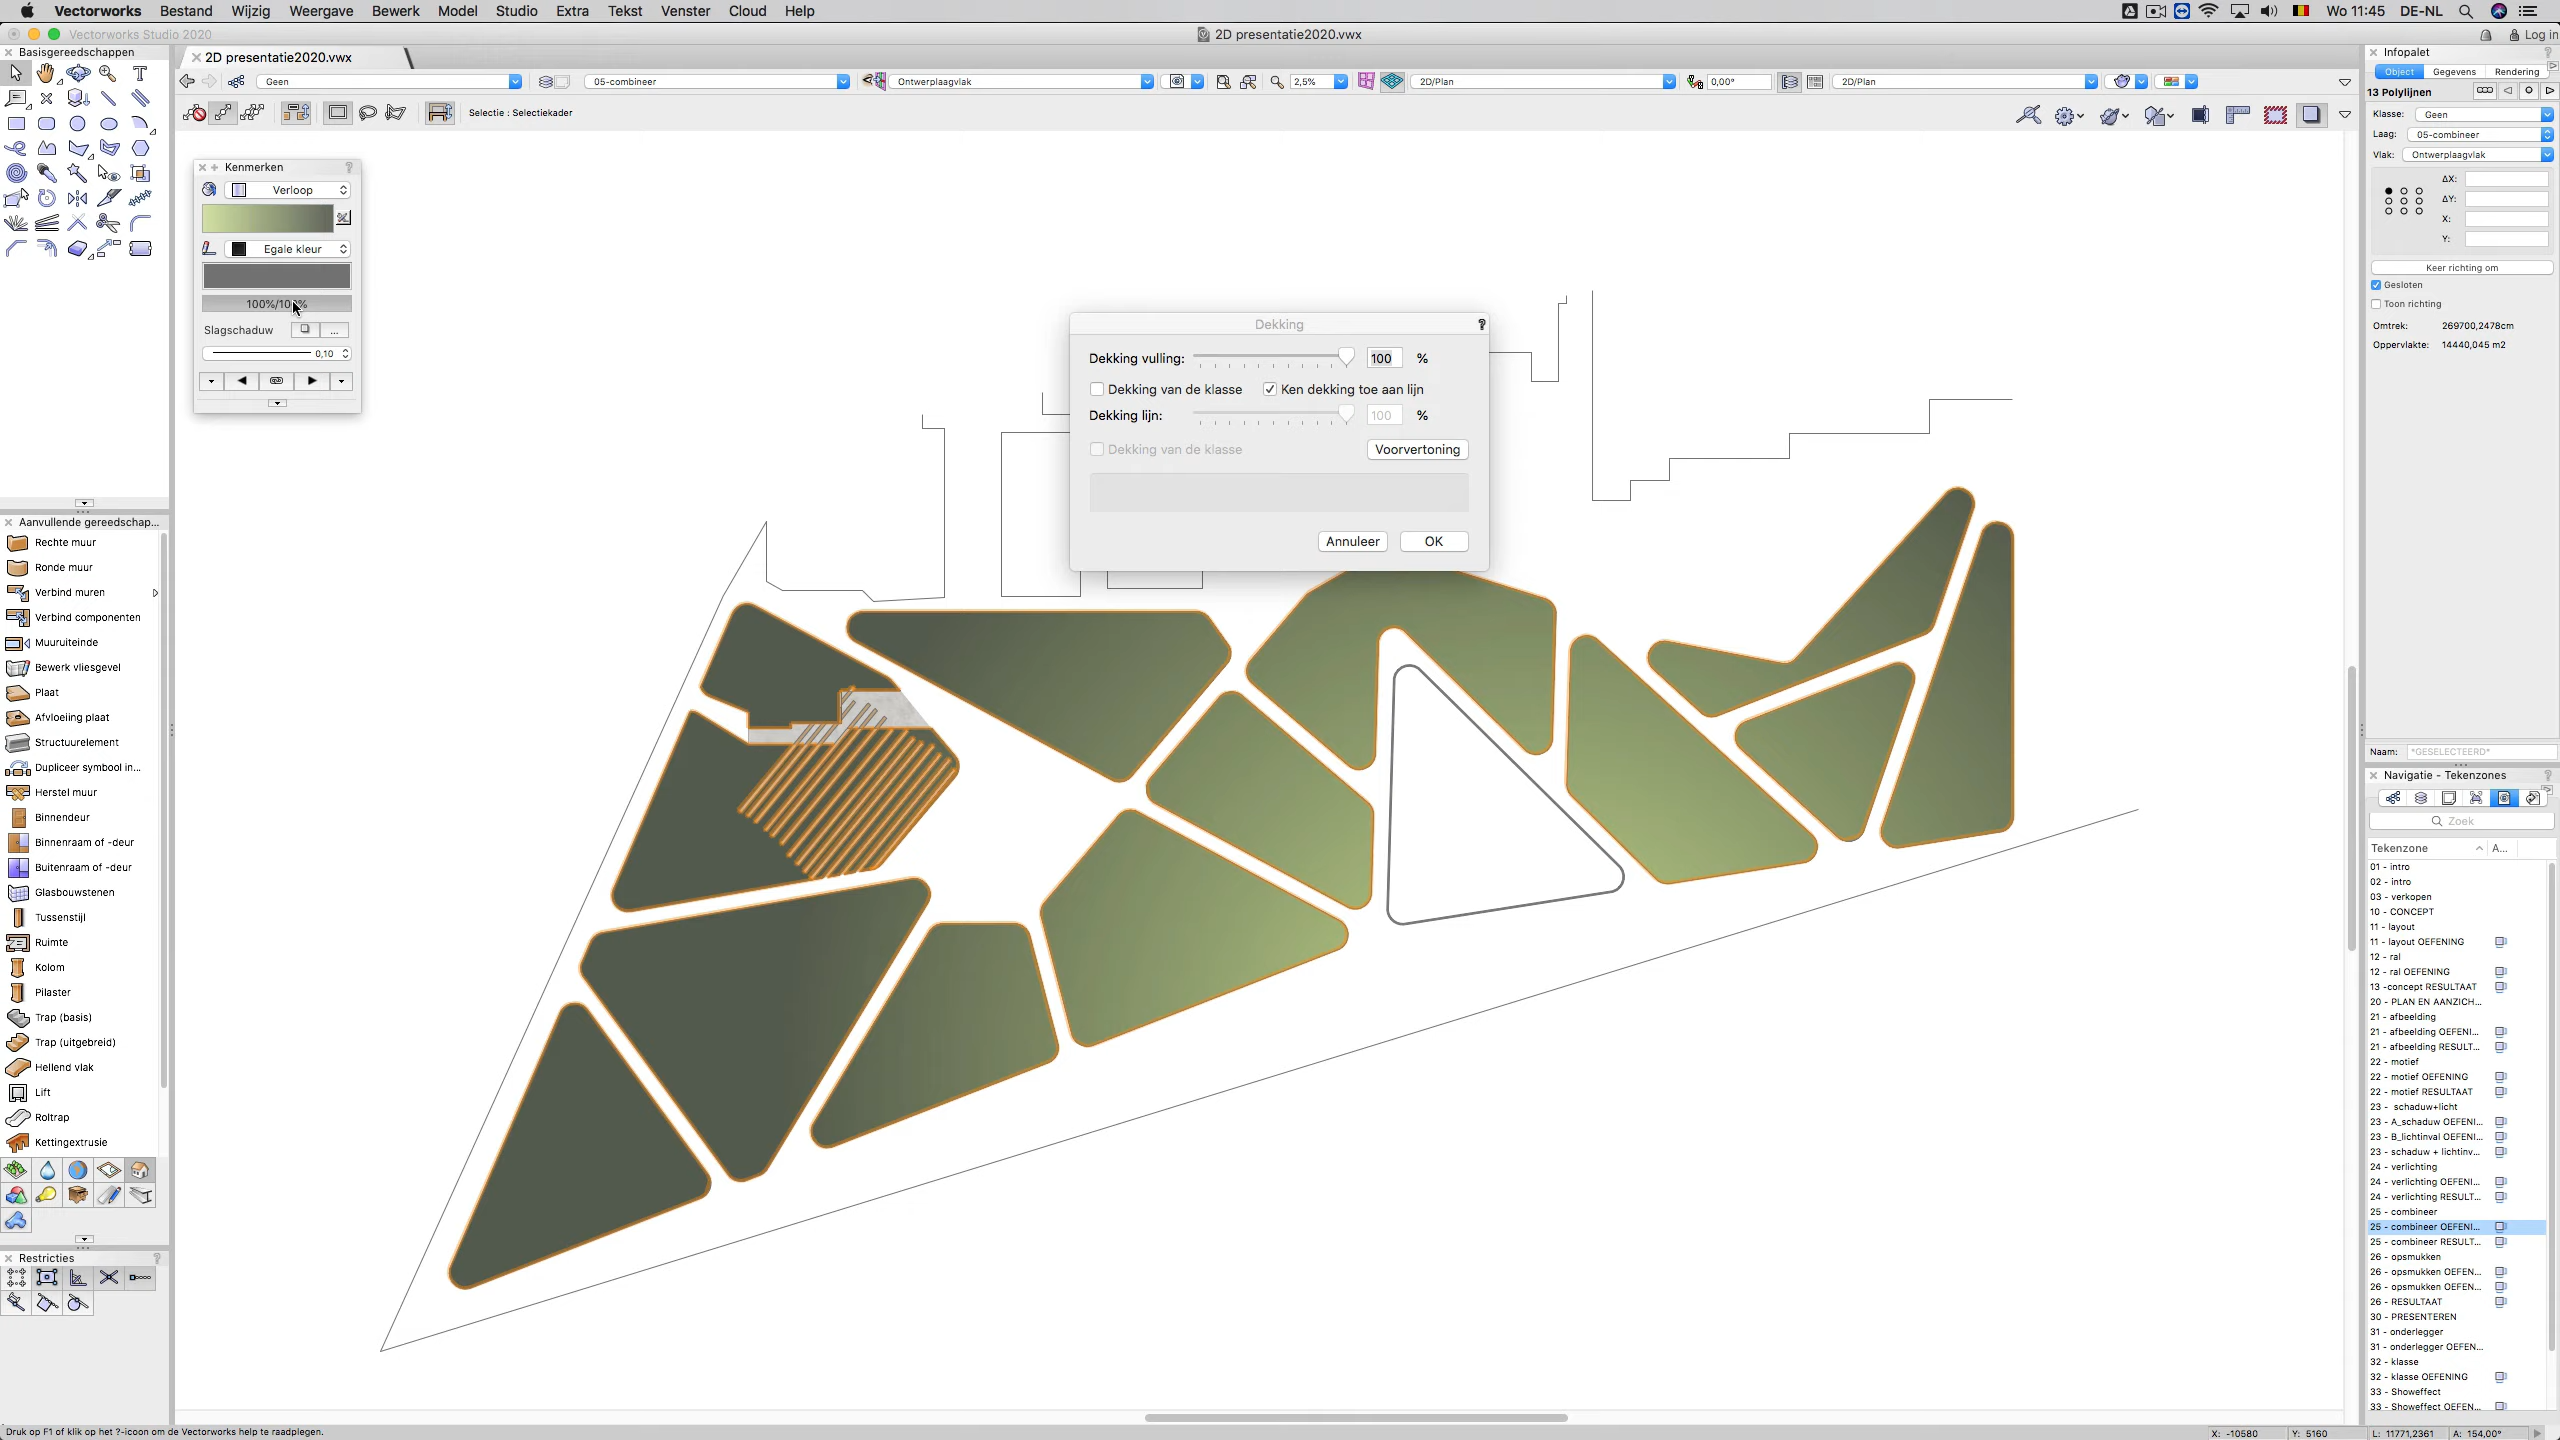 Vectorworks Bestand Wijzig Weergave Bewerk Model Studio Extra Tekst Venster Cloud Help
Wo 11:45 DE-NL
Vectorworks Studio 2020
2D presentatie2020.vwx
Log in
Basisgereedschappen
2D presentatie2020.vwx
Geen
05-combineer
Ontwerplaagvlak
2,5%
2D/Plan
0,00°
2D/Plan
Selectie : Selectiekader
Kenmerken
Verloop
Egale kleur
Slagschaduw
...
0,10
Dekking
?
Dekking vulling:
100
%
Dekking van de klasse
Ken dekking toe aan lijn
Dekking lijn:
100
%
Dekking van de klasse
Voorvertoning
Annuleer
OK
Aanvullende gereedschap...
Rechte muur
Ronde muur
Verbind muren
Verbind componenten
Muuruiteinde
Bewerk vliesgevel
Plaat
Afvloeiing plaat
Structuurelement
Dupliceer symbool in...
Herstel muur
Binnendeur
Binnenraam of -deur
Buitenraam of -deur
Glasbouwstenen
Tussenstijl
Ruimte
Kolom
Pilaster
Trap (basis)
Trap (uitgebreid)
Hellend vlak
Lift
Roltrap
Kettingextrusie
Restricties
Infopalet
Object Gegevens Rendering
13 Polylijnen
Klasse: Geen
Laag: 05-combineer
Vlak: Ontwerplaagvlak
ΔX:
ΔY:
X:
Y:
Keer richting om
Gesloten
Toon richting
Omtrek: 269700,2478cm
Oppervlakte: 14440,045 m2
Naam: *GESELECTEERD*
Navigatie - Tekenzones
Zoek
Tekenzone A...
01 - intro
02 - intro
03 - verkopen
10 - CONCEPT
11 - layout
11 - layout OEFENING
12 - ral
12 - ral OEFENING
13 -concept RESULTAAT
20 - PLAN EN AANZICH...
21 - afbeelding
21 - afbeelding OEFENI...
21 - afbeelding RESULT...
22 - motief
22 - motief OEFENING
22 - motief RESULTAAT
23 - schaduw+licht
23 - A_schaduw OEFENI...
23 - B_lichtinval OEFENI...
23 - schaduw + lichtinv...
24 - verlichting
24 - verlichting OEFENI...
24 - verlichting RESULT...
25 - combineer
25 - combineer OEFENI...
25 - combineer RESULT...
26 - opsmukken
26 - opsmukken OEFEN...
26 - opsmukken OEFEN...
26 - RESULTAAT
30 - PRESENTEREN
31 - onderlegger
31 - onderlegger OEFEN...
32 - klasse
32 - klasse OEFENING
33 - Showeffect
33 - Showeffect OEFEN...
Druk op F1 of klik op het ?-icoon om de Vectorworks help te raadplegen.
X: -10580 Y: 5160 L: 11771,2361 A: 154,00°